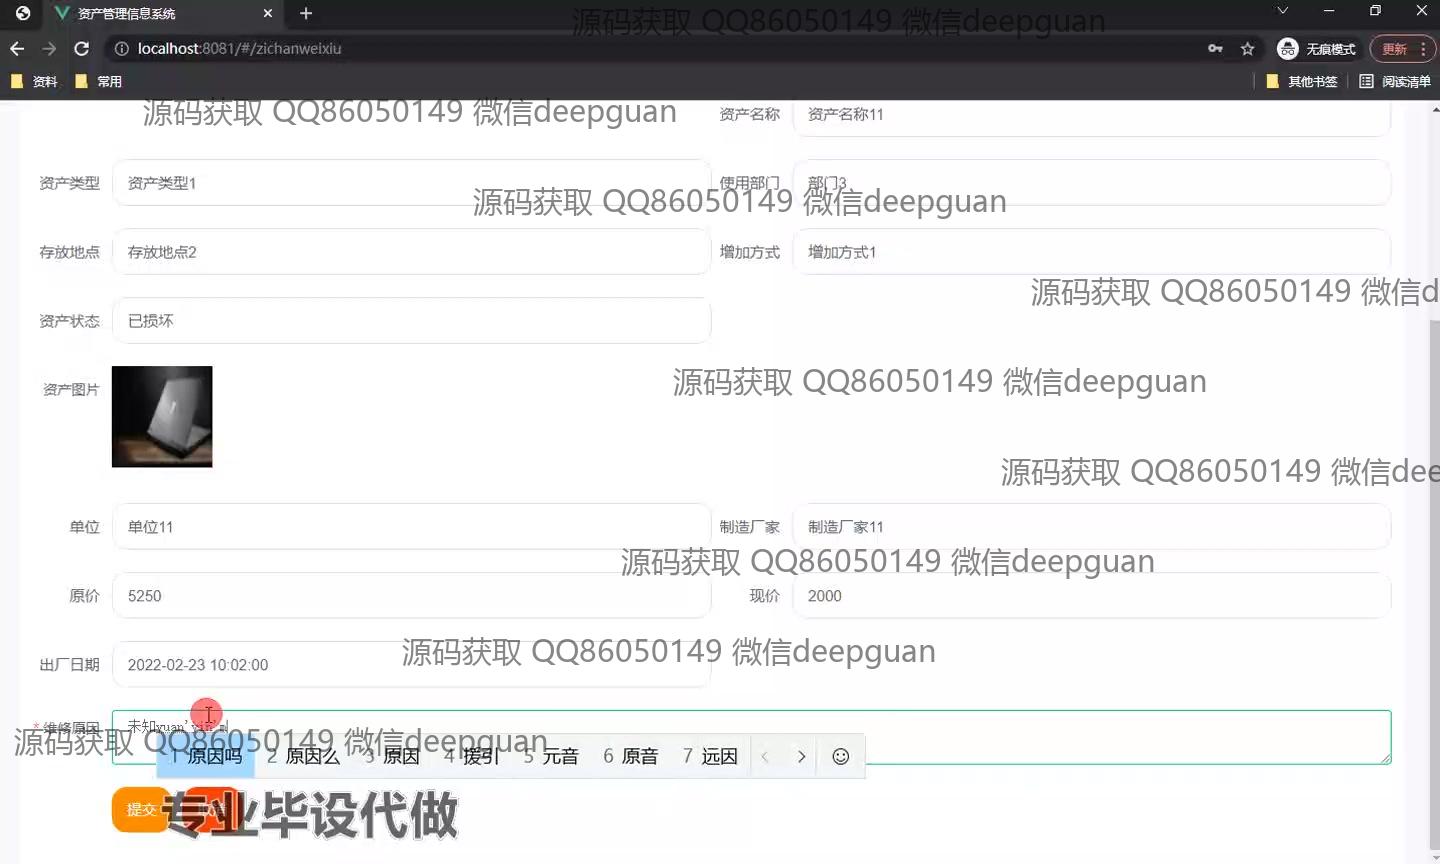 资产管理信息系统
源码获取 QQ86050149 微信deepguan
localhost:8081/#/zichanweixiu
无痕模式
更新
资料
常用
其他书签
阅读清单
源码获取 QQ86050149 微信deepguan
资产名称 资产名称11
资产类型 资产类型1
使用部门 部门3
源码获取 QQ86050149 微信deepguan
存放地点 存放地点2
增加方式 增加方式1
源码获取 QQ86050149 微信d
资产状态 已损坏
资产图片
源码获取 QQ86050149 微信deepguan
源码获取 QQ86050149 微信dee
单位 单位11
制造厂家 制造厂家11
源码获取 QQ86050149 微信deepguan
原价 5250
现价 2000
源码获取 QQ86050149 微信deepguan
出厂日期 2022-02-23 10:02:00
*维修原因 未知
源码获取 QQ86050149 微信deepguan
1 原因吗 2 原因么 3 原因 4 援引 5 元音 6 原音 7 远因
提交
专业毕设代做